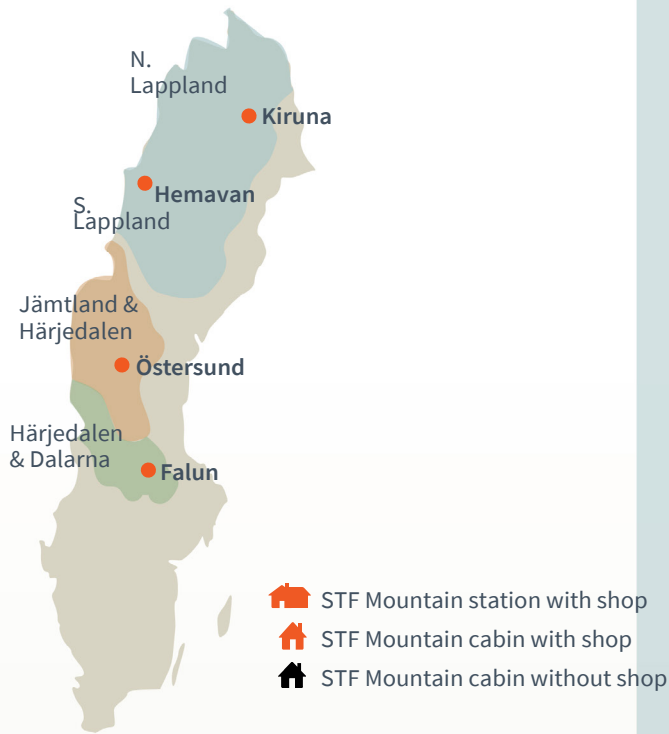 N.
Lappland
Kiruna
Hemavan
S.
Lappland
Jämtland &
Härjedalen
Östersund
Härjedalen
& Dalarna
Falun
STF Mountain station with shop
STF Mountain cabin with shop
STF Mountain cabin without shop